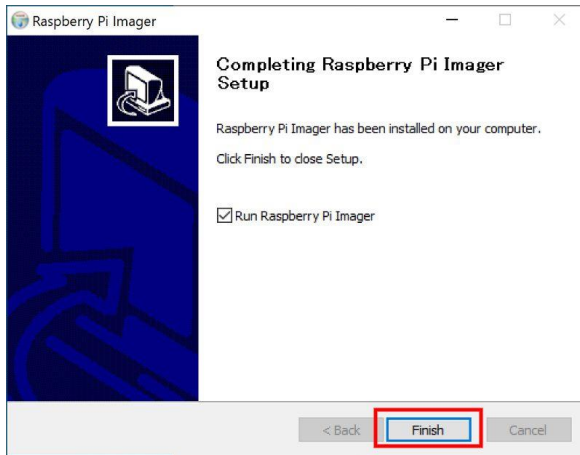 Raspberry Pi Imager
Completing Raspberry Pi Imager
Setup
Raspberry Pi Imager has been installed on your computer.
Click Finish to close Setup.
Run Raspberry Pi Imager
< Back Finish Cancel